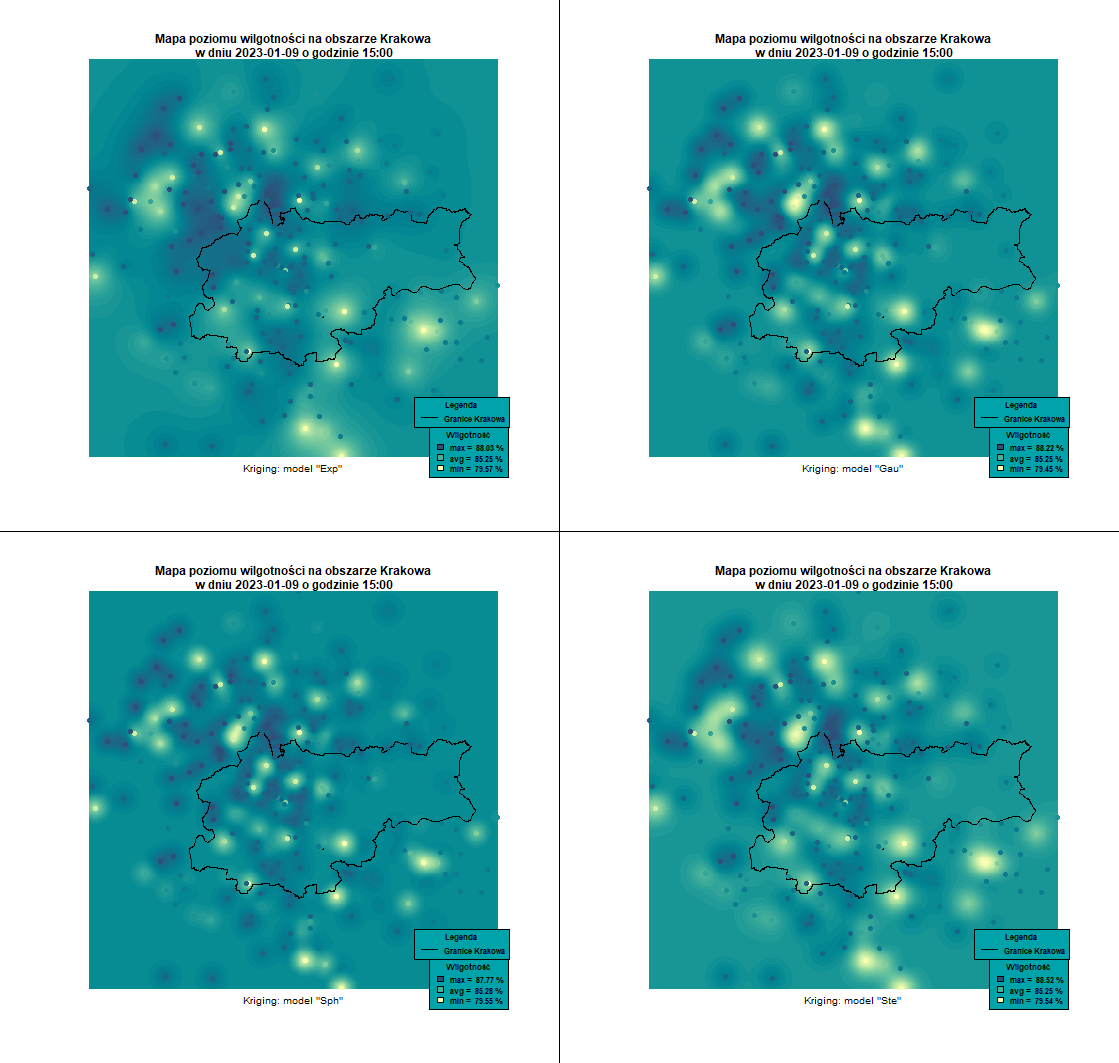 Mapa poziomu wilgotności na obszarze Krakowa
w dniu 2023-01-09 o godzinie 15:00
Legenda
Granice Krakowa
Wilgotność
max = 88.03 %
avg = 85.25 %
min = 79.57 %
Kriging: model "Exp"
Mapa poziomu wilgotności na obszarze Krakowa
w dniu 2023-01-09 o godzinie 15:00
Legenda
Granice Krakowa
Wilgotność
max = 88.22 %
avg = 85.25 %
min = 79.45 %
Kriging: model "Gau"
Mapa poziomu wilgotności na obszarze Krakowa
w dniu 2023-01-09 o godzinie 15:00
Legenda
Granice Krakowa
Wilgotność
max = 87.77 %
avg = 85.28 %
min = 79.55 %
Kriging: model "Sph"
Mapa poziomu wilgotności na obszarze Krakowa
w dniu 2023-01-09 o godzinie 15:00
Legenda
Granice Krakowa
Wilgotność
max = 88.52 %
avg = 85.25 %
min = 79.54 %
Kriging: model "Ste"